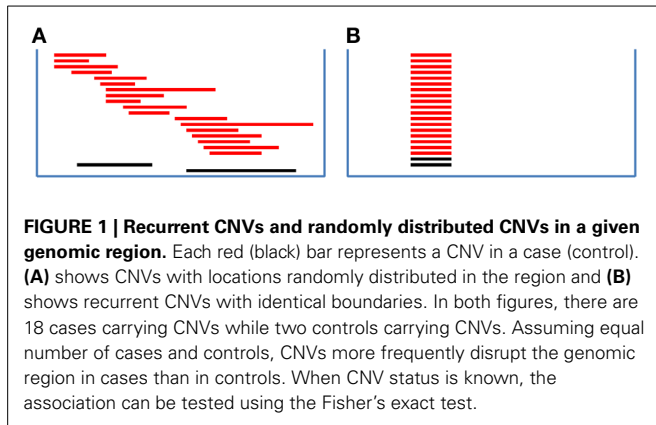 A B
FIGURE 1 | Recurrent CNVs and randomly distributed CNVs in a given
genomic region. Each red (black) bar represents a CNV in a case (control).
(A) shows CNVs with locations randomly distributed in the region and (B)
shows recurrent CNVs with identical boundaries. In both figures, there are
18 cases carrying CNVs while two controls carrying CNVs. Assuming equal
number of cases and controls, CNVs more frequently disrupt the genomic
region in cases than in controls. When CNV status is known, the
association can be tested using the Fisher's exact test.